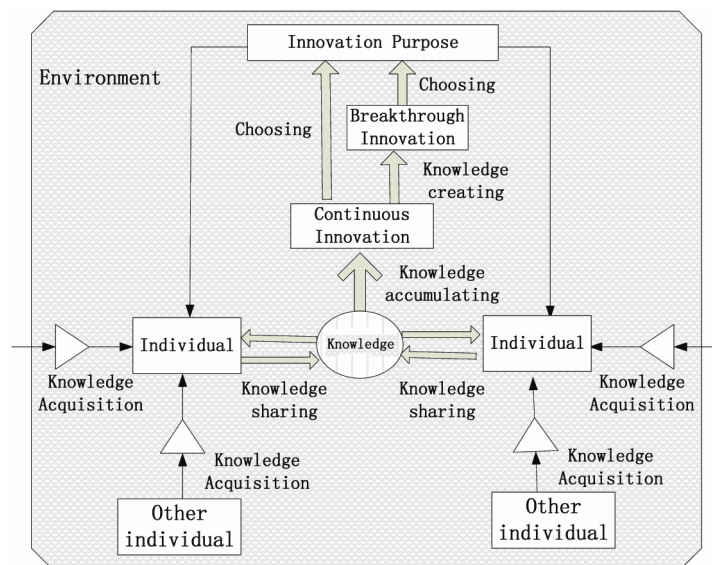 Innovation Purpose
Environment
Choosing
Choosing
Breakthrough
Innovation
Knowledge
creating
Continuous
Innovation
Knowledge
accumulating
Individual
Knowledge
Individual
Knowledge
Acquisition
Knowledge
sharing
Knowledge
sharing
Knowledge
Acquisition
Knowledge
Acquisition
Knowledge
Acquisition
Other
individual
Other
individual